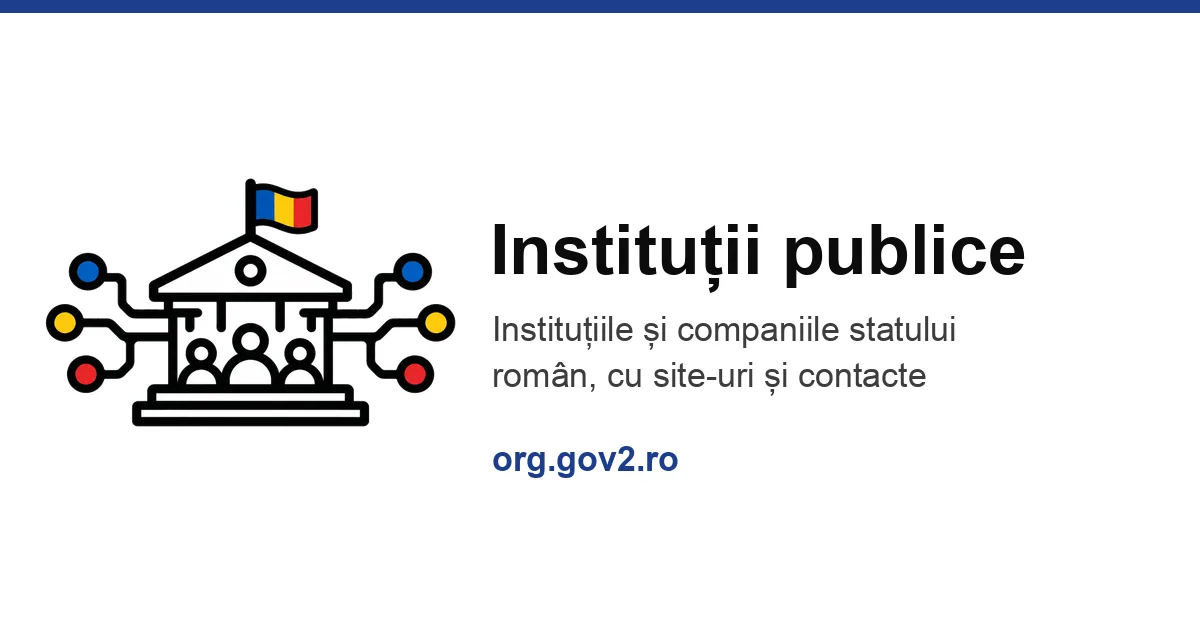 Instituții publice
Instituțiile și companiile statului
român, cu site-uri și contacte
org.gov2.ro